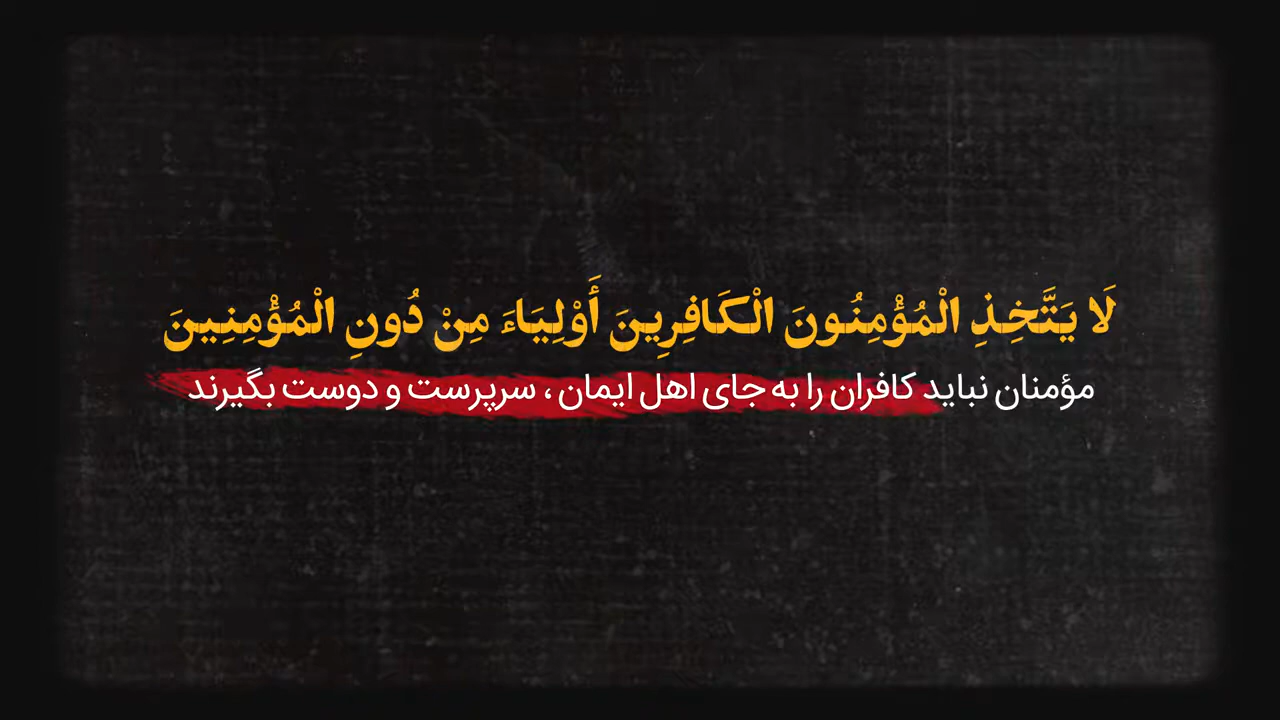 لَا يَتَّخِذِ الْمُؤْمِنُونَ الْكَافِرِينَ أَوْلِيَاءَ مِنْ دُونِ الْمُؤْمِنِينَ
مؤمنان نباید کافران را به جای اهل ایمان ، سرپرست و دوست بگیرند